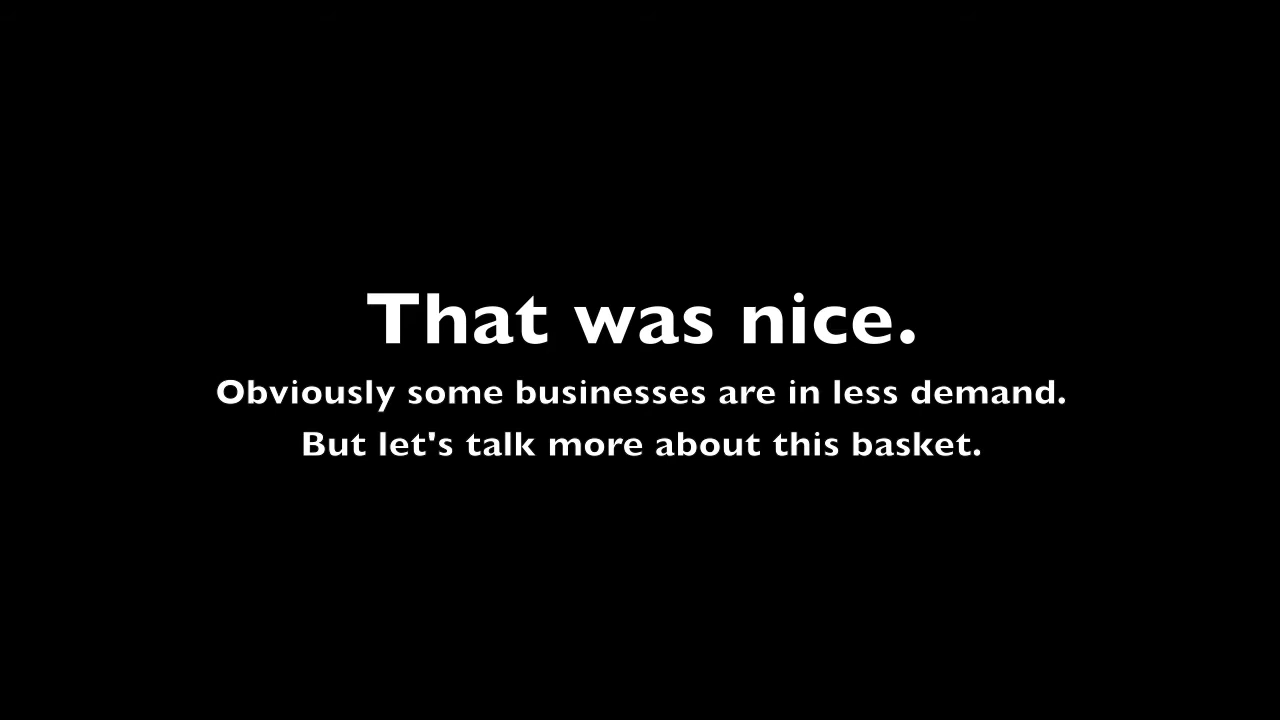 That was nice.
Obviously some businesses are in less demand.
But let's talk more about this basket.